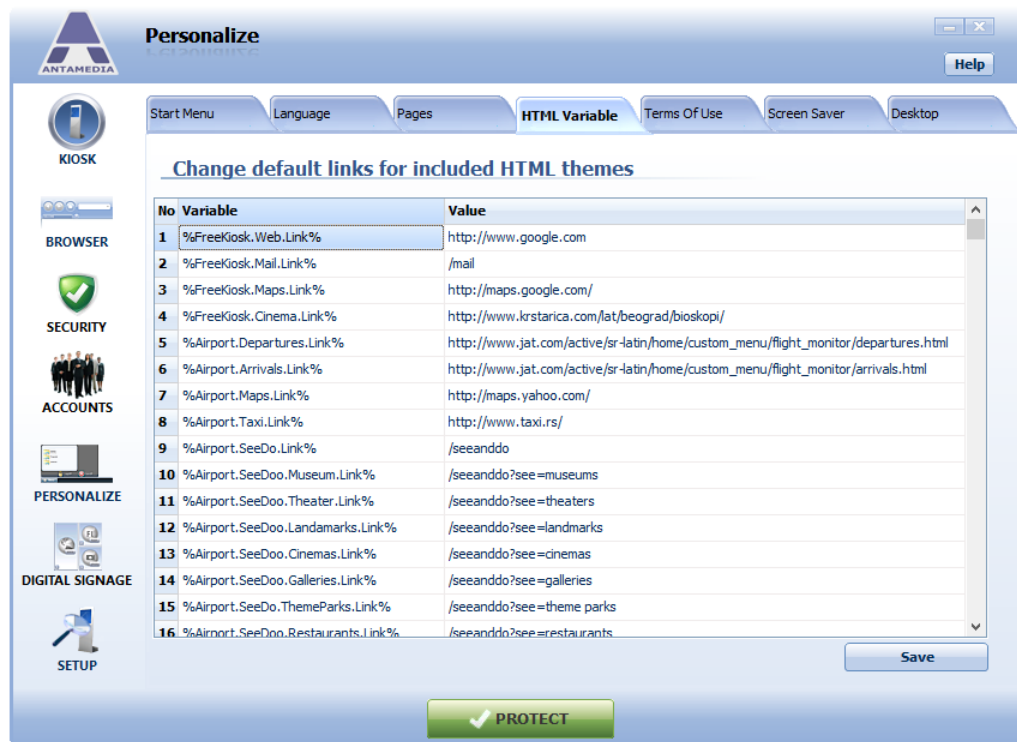 Personalize
ANTAMEDIA
Help
Start Menu Language Pages HTML Variable Terms Of Use Screen Saver Desktop
KIOSK
BROWSER
SECURITY
ACCOUNTS
PERSONALIZE
DIGITAL SIGNAGE
SETUP
Change default links for included HTML themes
No Variable Value
1 %FreeKiosk.Web.Link% http://www.google.com
2 %FreeKiosk.Mail.Link% /mail
3 %FreeKiosk.Maps.Link% http://maps.google.com/
4 %FreeKiosk.Cinema.Link% http://www.krstarica.com/lat/beograd/bioskopi/
5 %Airport.Departures.Link% http://www.jat.com/active/sr-latin/home/custom_menu/flight_monitor/departures.html
6 %Airport.Arrivals.Link% http://www.jat.com/active/sr-latin/home/custom_menu/flight_monitor/arrivals.html
7 %Airport.Maps.Link% http://maps.yahoo.com/
8 %Airport.Taxi.Link% http://www.taxi.rs/
9 %Airport.SeeDo.Link% /seeanddo
10 %Airport.SeeDoo.Museum.Link% /seeanddo?see=museums
11 %Airport.SeeDoo.Theater.Link% /seeanddo?see=theaters
12 %Airport.SeeDoo.Landamarks.Link% /seeanddo?see=landmarks
13 %Airport.SeeDoo.Cinemas.Link% /seeanddo?see=cinemas
14 %Airport.SeeDoo.Galleries.Link% /seeanddo?see=galleries
15 %Airport.SeeDo.ThemeParks.Link% /seeanddo?see=theme parks
16 %Airport.SeeDoo.Restaurants.Link% /seeanddo?see=restaurants
Save
PROTECT